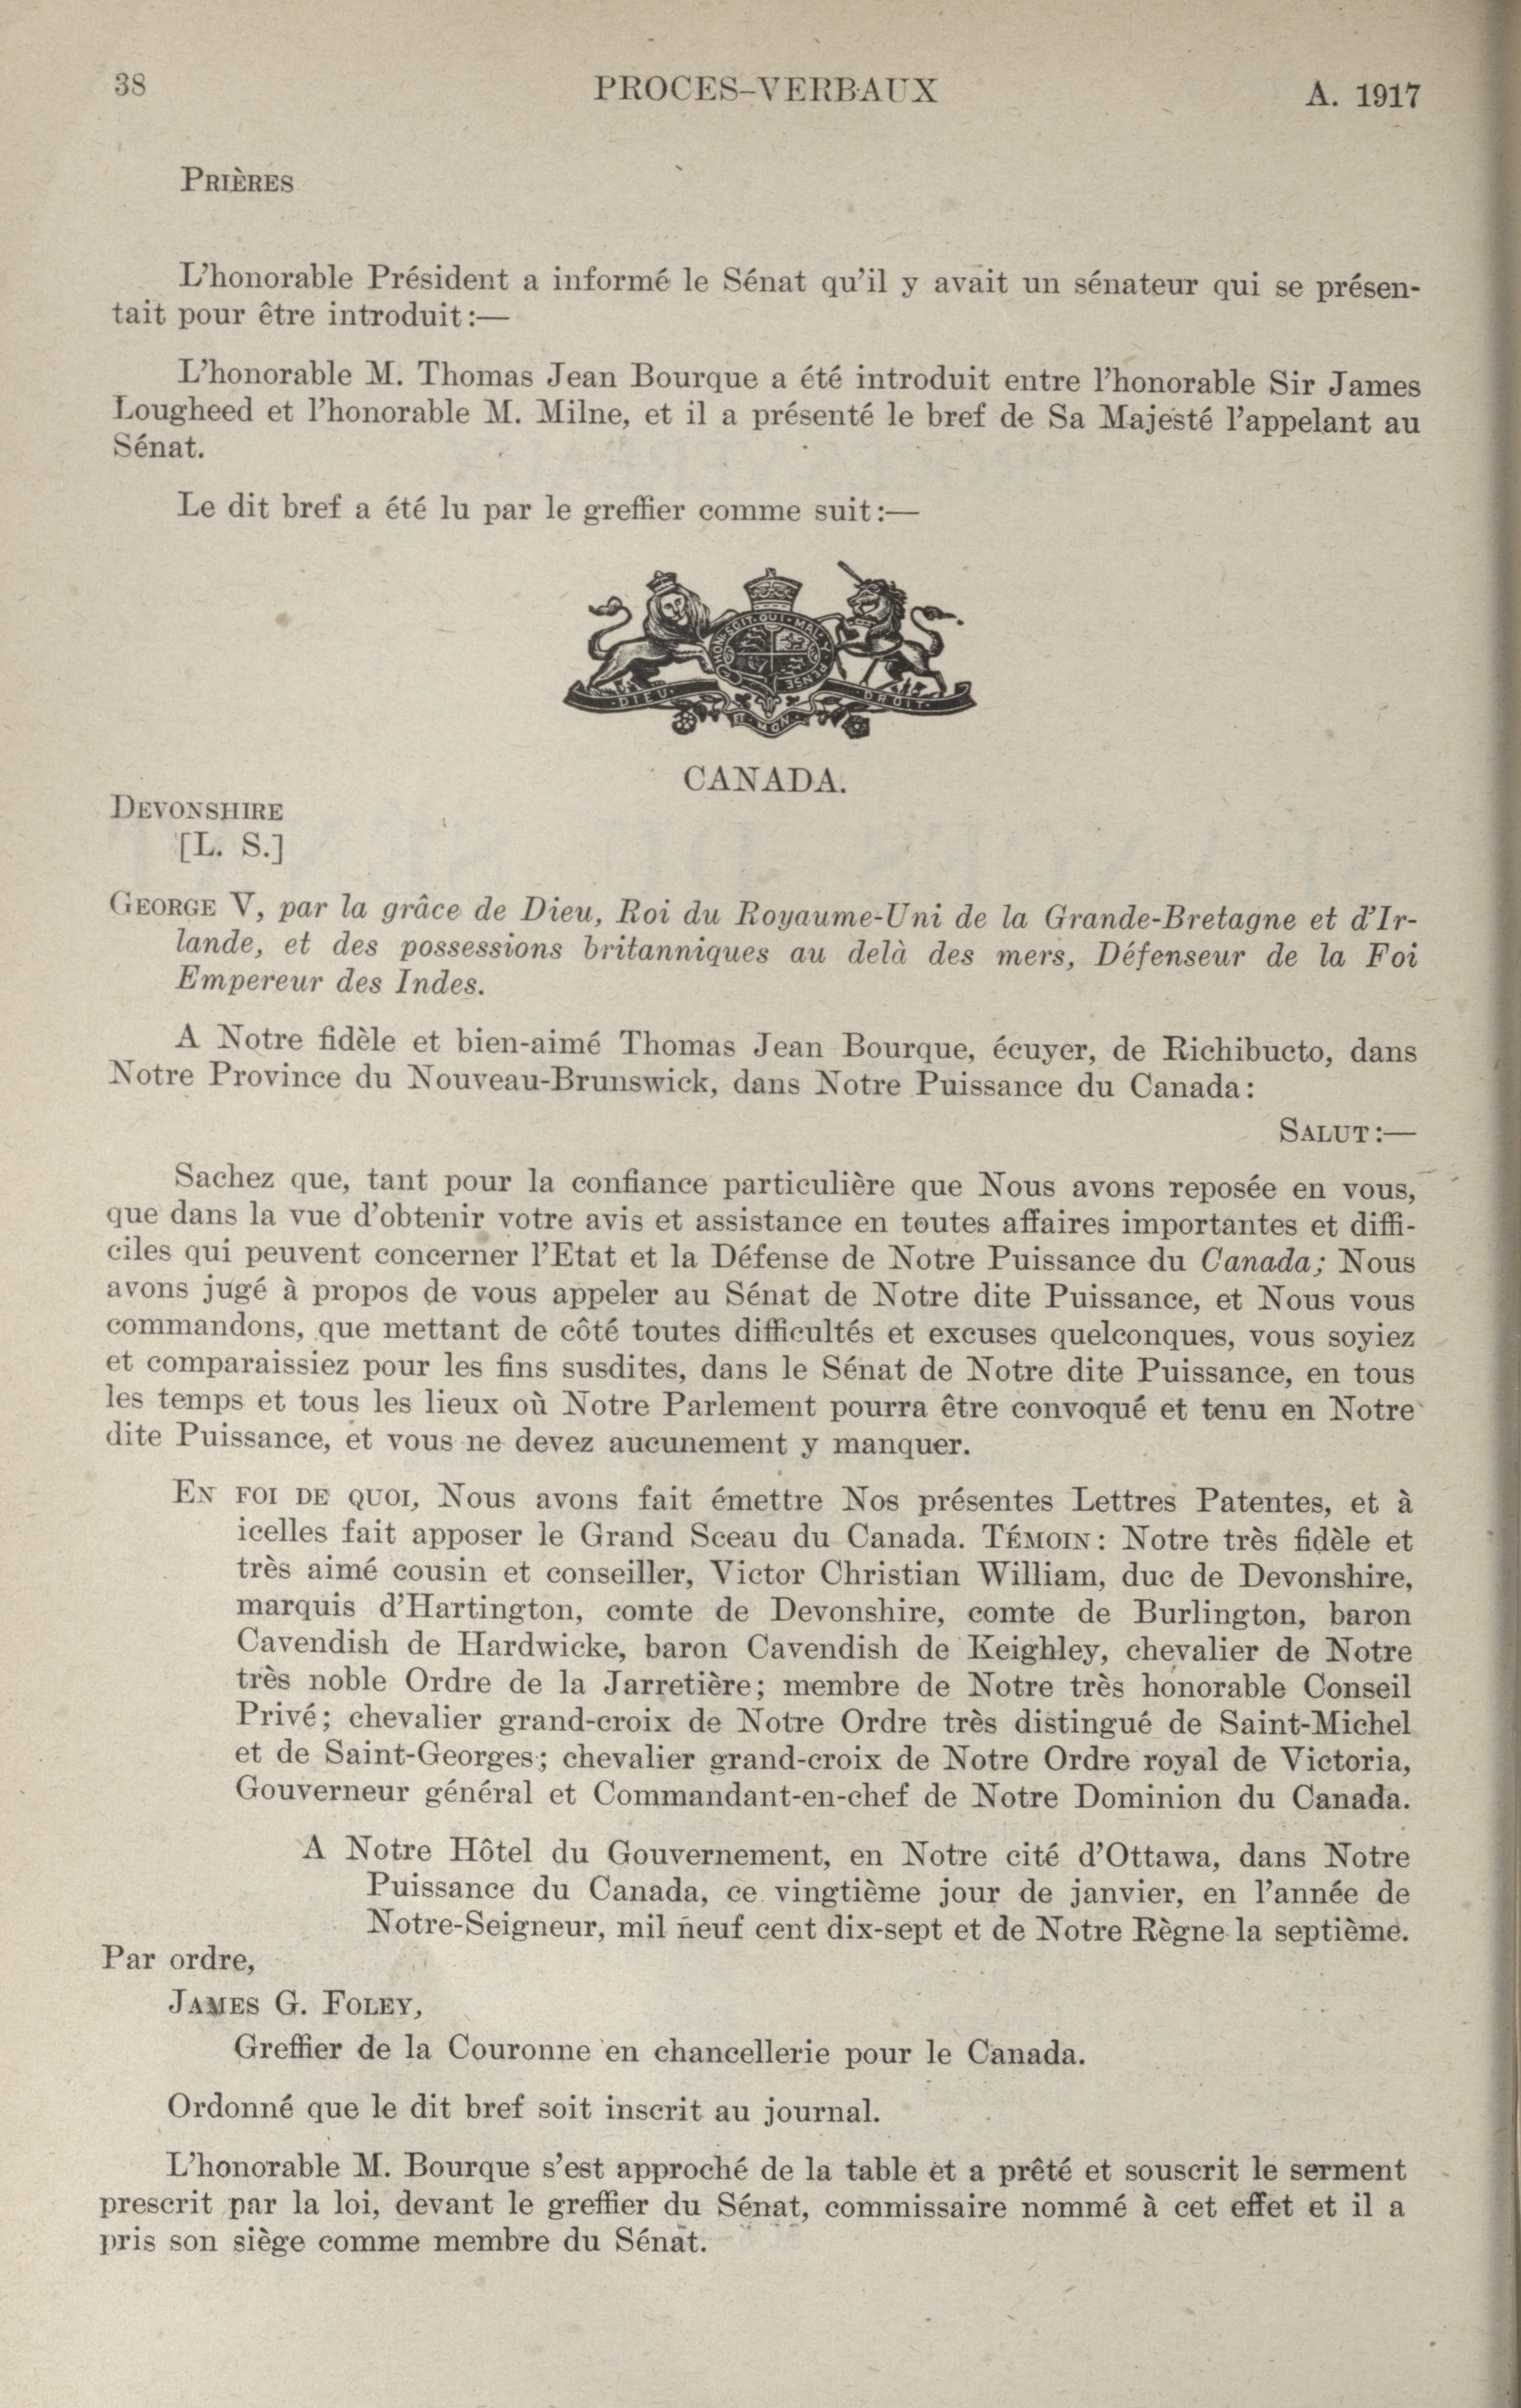 38 PROCES-VERBAUX A. 1917
PRIÈRES
L'honorable Président a informé le Sénat qu'il y avait un sénateur qui se présen-
tait pour être introduit:—
L'honorable M. Thomas Jean Bourque a été introduit entre l'honorable Sir James
Lougheed et l'honorable M. Milne, et il a présenté le bref de Sa Majesté l'appelant au
Sénat.
Le dit bref a été lu par le greffier comme suit:—
HONI·SOIT·QUI·MAL·Y·PENSE
DIEU ET MON DROIT
CANADA.
DEVONSHIRE
[L. S.]
GEORGE V, par la grâce de Dieu, Roi du Royaume-Uni de la Grande-Bretagne et d'Ir-
lande, et des possessions britanniques au delà des mers, Défenseur de la Foi
Empereur des Indes.
A Notre fidèle et bien-aimé Thomas Jean Bourque, écuyer, de Richibucto, dans
Notre Province du Nouveau-Brunswick, dans Notre Puissance du Canada:
SALUT:—
Sachez que, tant pour la confiance particulière que Nous avons reposée en vous,
que dans la vue d'obtenir votre avis et assistance en toutes affaires importantes et diffi-
ciles qui peuvent concerner l'Etat et la Défense de Notre Puissance du Canada; Nous
avons jugé à propos de vous appeler au Sénat de Notre dite Puissance, et Nous vous
commandons, que mettant de côté toutes difficultés et excuses quelconques, vous soyiez
et comparaissiez pour les fins susdites, dans le Sénat de Notre dite Puissance, en tous
les temps et tous les lieux où Notre Parlement pourra être convoqué et tenu en Notre
dite Puissance, et vous ne devez aucunement y manquer.
EN FOI DE QUOI, Nous avons fait émettre Nos présentes Lettres Patentes, et à
icelles fait apposer le Grand Sceau du Canada. TÉMOIN: Notre très fidèle et
très aimé cousin et conseiller, Victor Christian William, duc de Devonshire,
marquis d'Hartington, comte de Devonshire, comte de Burlington, baron
Cavendish de Hardwicke, baron Cavendish de Keighley, chevalier de Notre
très noble Ordre de la Jarretière; membre de Notre très honorable Conseil
Privé; chevalier grand-croix de Notre Ordre très distingué de Saint-Michel
et de Saint-Georges; chevalier grand-croix de Notre Ordre royal de Victoria,
Gouverneur général et Commandant-en-chef de Notre Dominion du Canada.
A Notre Hôtel du Gouvernement, en Notre cité d'Ottawa, dans Notre
Puissance du Canada, ce vingtième jour de janvier, en l'année de
Notre-Seigneur, mil neuf cent dix-sept et de Notre Règne la septième.
Par ordre,
JAMES G. FOLEY,
Greffier de la Couronne en chancellerie pour le Canada.
Ordonné que le dit bref soit inscrit au journal.
L'honorable M. Bourque s'est approché de la table et a prêté et souscrit le serment
prescrit par la loi, devant le greffier du Sénat, commissaire nommé à cet effet et il a
pris son siège comme membre du Sénat.